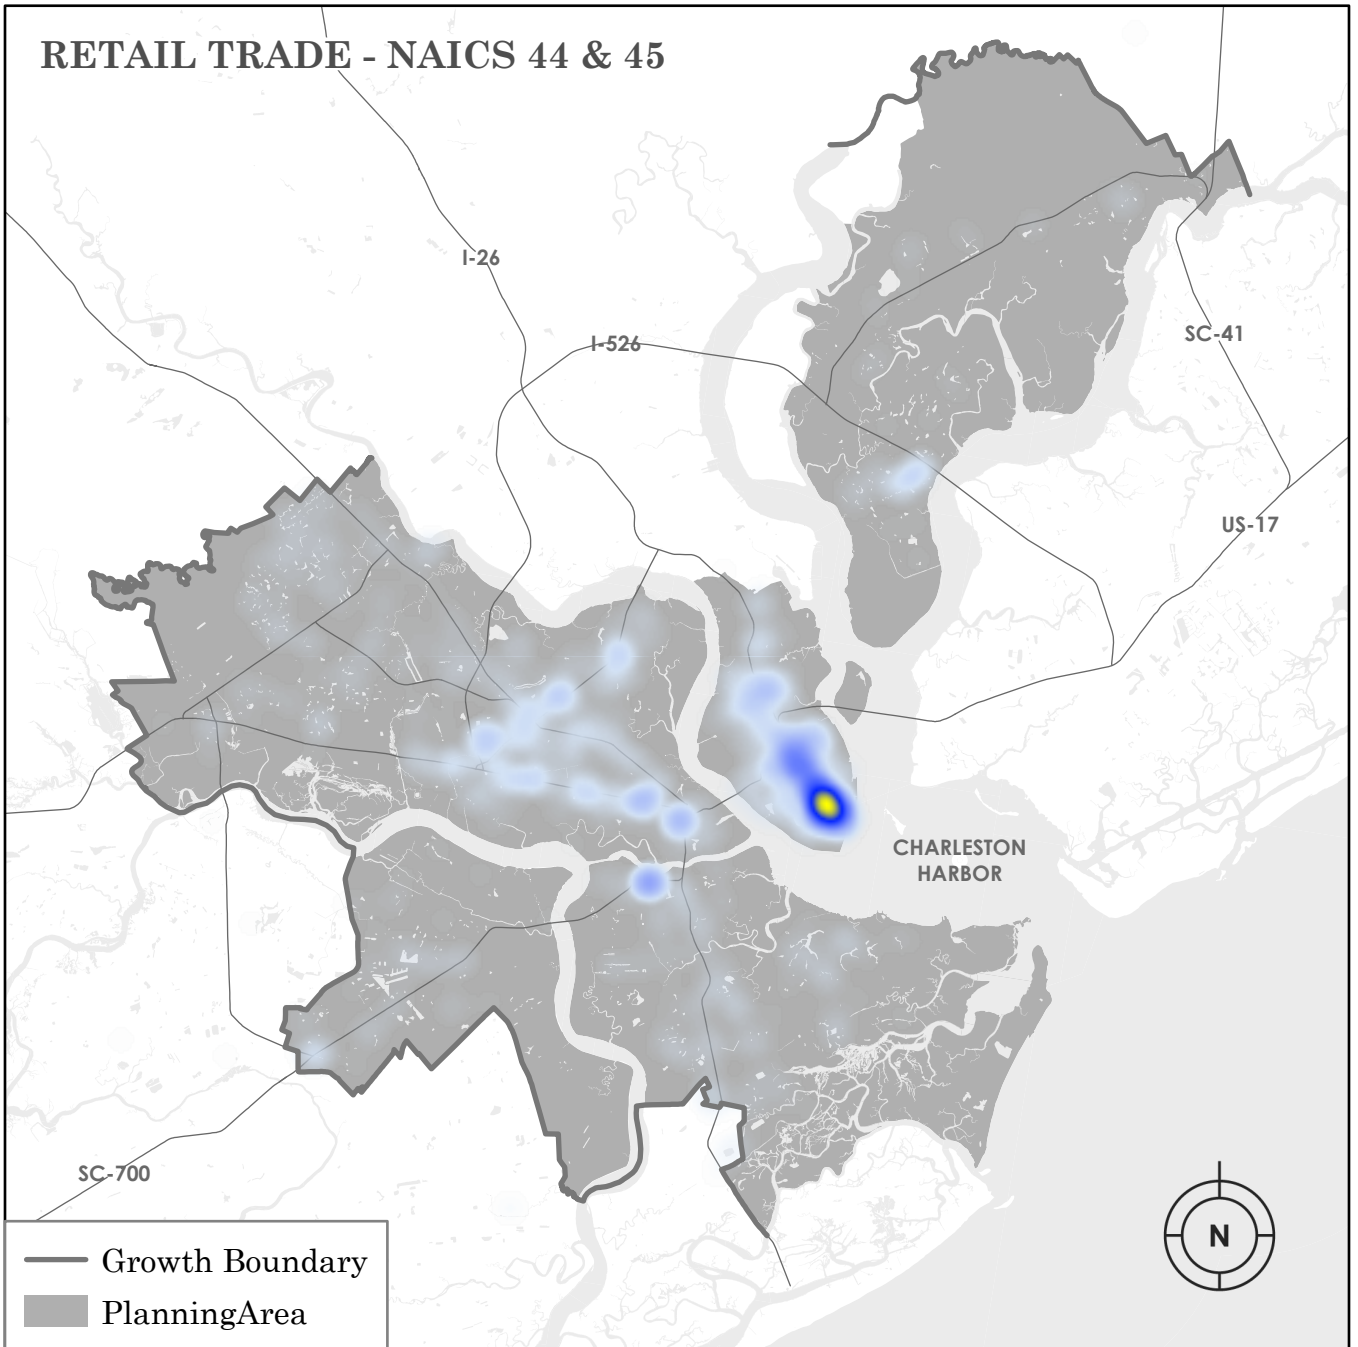 RETAIL TRADE - NAICS 44 & 45
I-26
I-526
SC-41
US-17
CHARLESTON
HARBOR
SC-700
N
Growth Boundary
PlanningArea